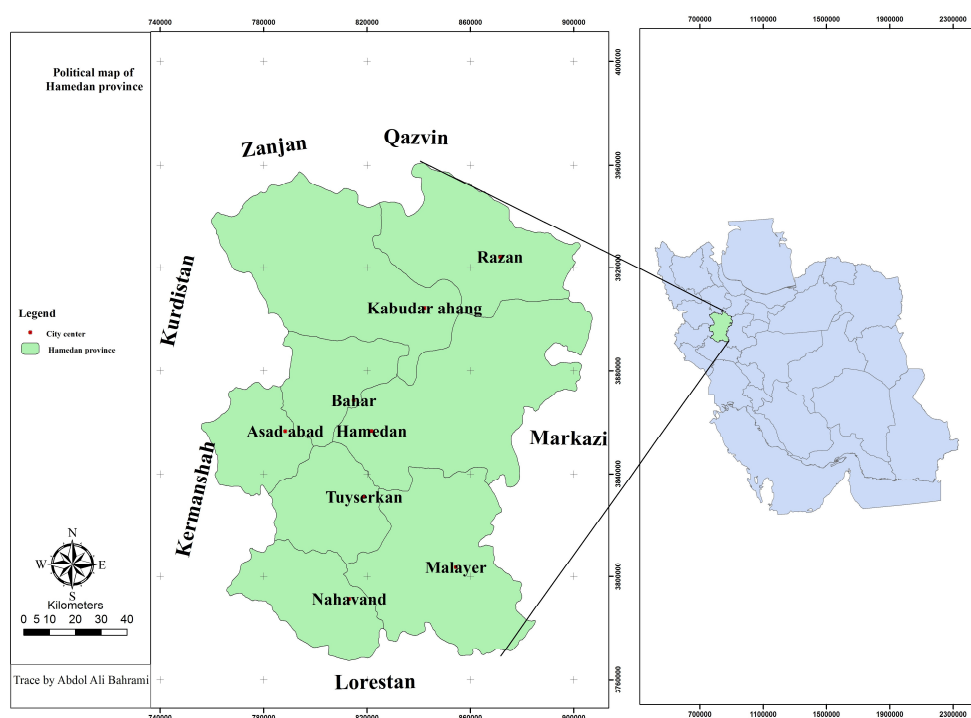 740000 780000 820000 860000 900000
700000 1100000 1500000 1900000 2300000
Political map of
Hamedan province
4000000
3960000
3920000
3880000
3840000
3800000
3760000
Zanjan
Qazvin
Kurdistan
Kermanshah
Markazi
Lorestan
Razan
Kabudar ahang
Bahar
Asad abad
Hamedan
Tuyserkan
Malayer
Nahavand
Legend
City center
Hamedan province
N
W E
S
Kilometers
0 5 10 20 30 40
Trace by Abdol Ali Bahrami
740000 780000 820000 860000 900000
700000 1100000 1500000 1900000 2300000